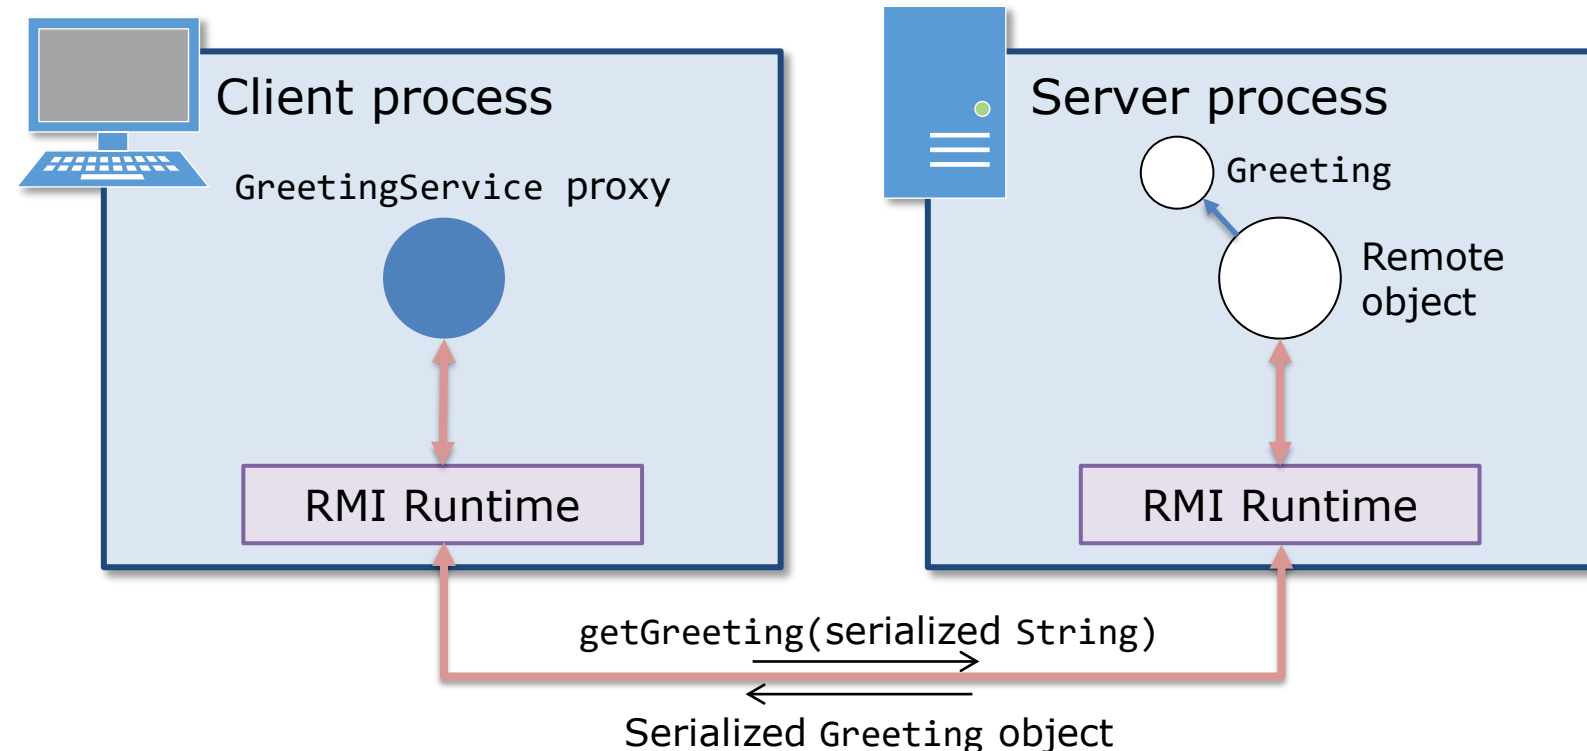 Client process
GreetingService proxy
RMI Runtime
Server process
Greeting
Remote
object
RMI Runtime
getGreeting(serialized String)
Serialized Greeting object